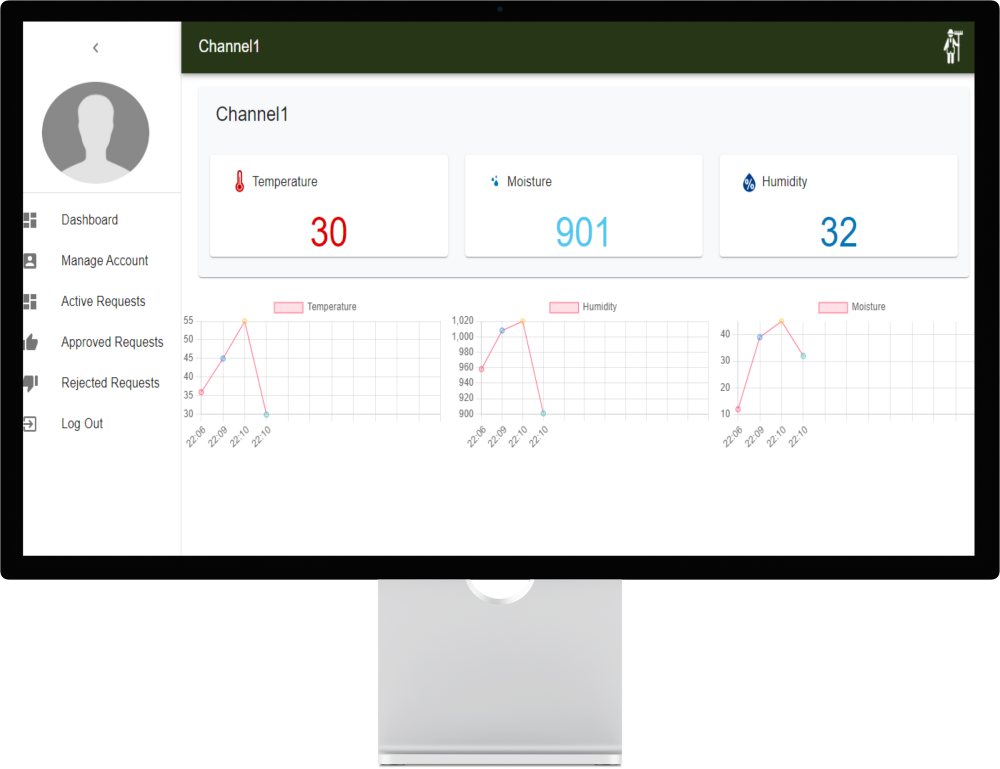 Channel1
Channel1
Temperature
Moisture
%
Humidity
30
901
32
Dashboard
Manage Account
Active Requests
Approved Requests
Rejected Requests
Log Out
Temperature
55
50
45
40
35
30
22:06 22:09 22:10 22:10
Humidity
1,020
1,000
980
960
940
920
900
22:06 22:09 22:10 22:10
Moisture
40
30
20
10
22:06 22:09 22:10 22:10